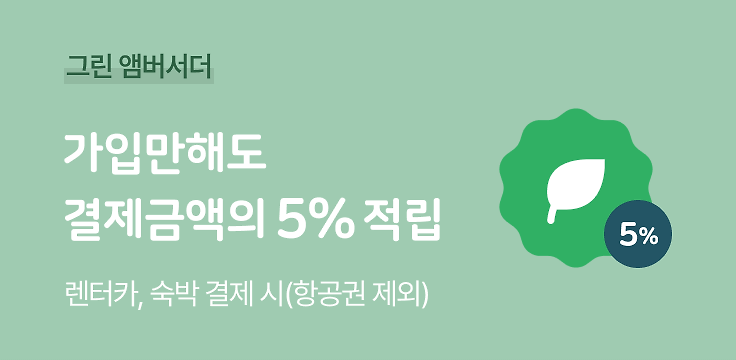 그린 앰버서더
가입만해도
결제금액의 5% 적립
렌터카, 숙박 결제 시(항공권 제외)
5%